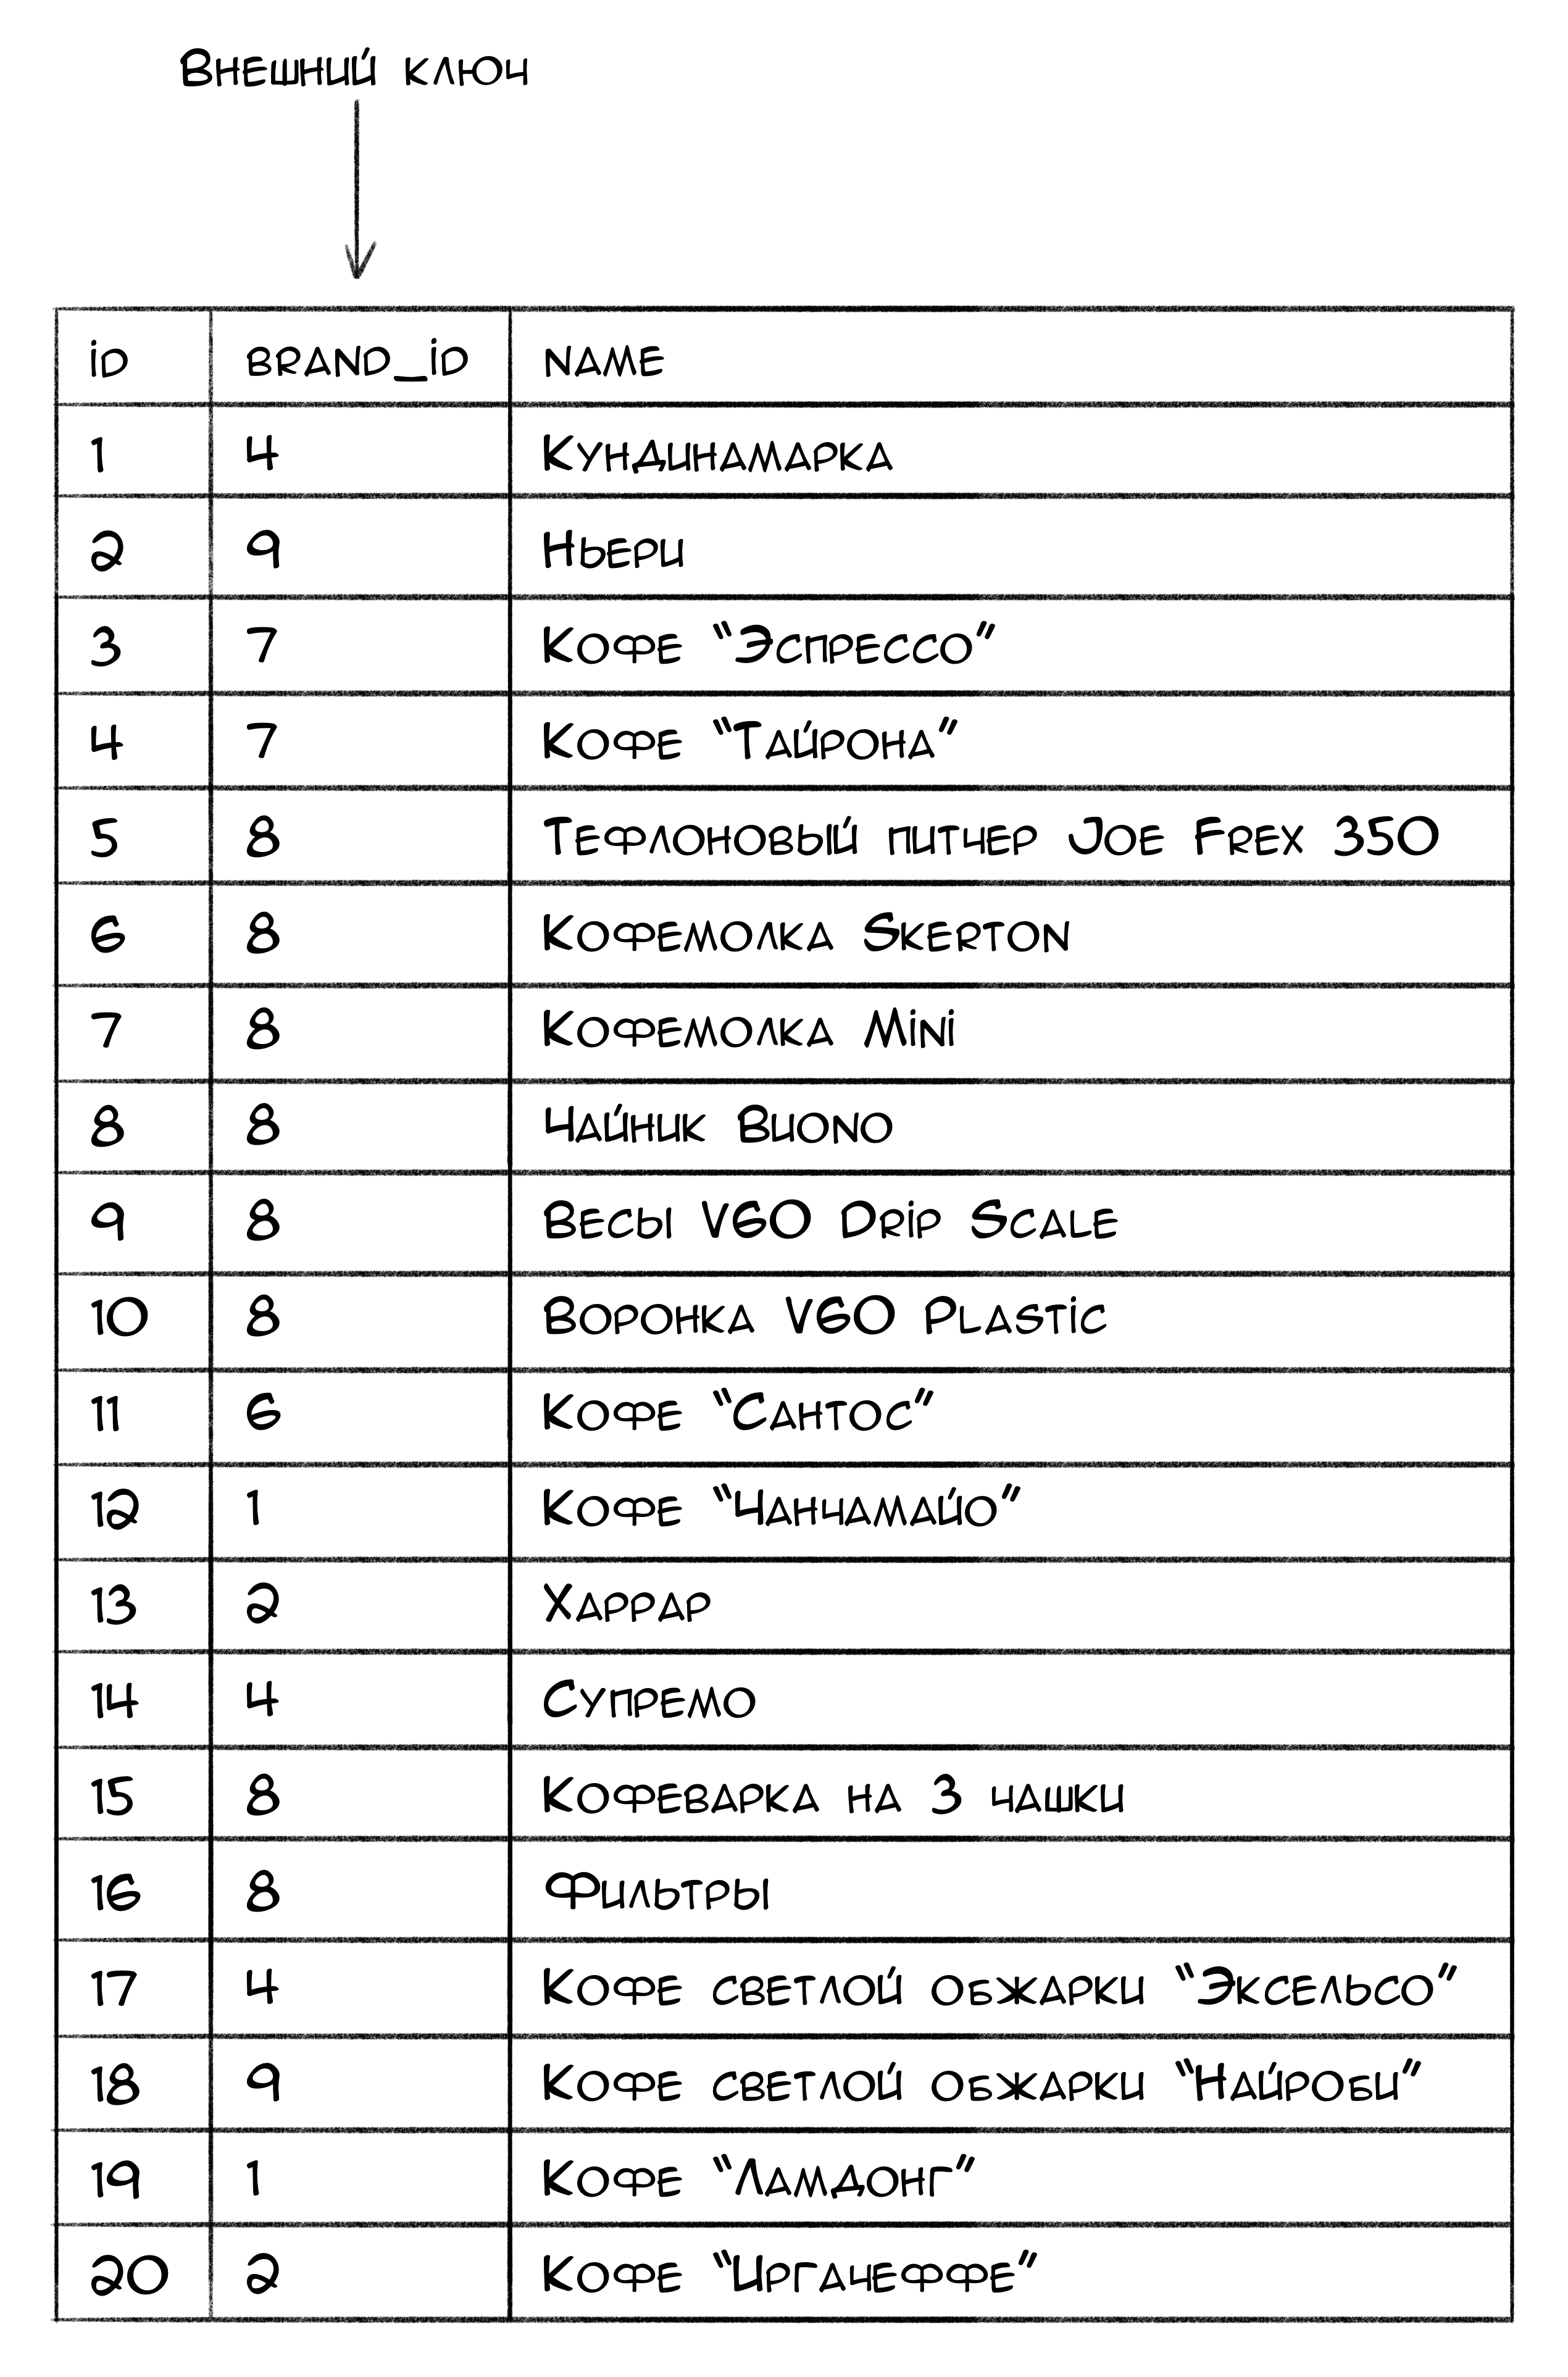 Внешний ключ
id brand_id name
1 4 Кундинамарка
2 9 Ньери
3 7 Кофе "Эспрессо"
4 7 Кофе "Тайрона"
5 8 Тефлоновый питчер Joe Frex 350
6 8 Кофемолка Skerton
7 8 Кофемолка Mini
8 8 Чайник Buono
9 8 Весы V60 Drip Scale
10 8 Воронка V60 Plastic
11 6 Кофе "Сантос"
12 1 Кофе "Чанчамайо"
13 2 Харрар
14 4 Супремо
15 8 Кофеварка на 3 чашки
16 8 Фильтры
17 4 Кофе светлой обжарки "Эксельсо"
18 9 Кофе светлой обжарки "Найроби"
19 1 Кофе "Ламдонг"
20 2 Кофе "Иргачеффе"